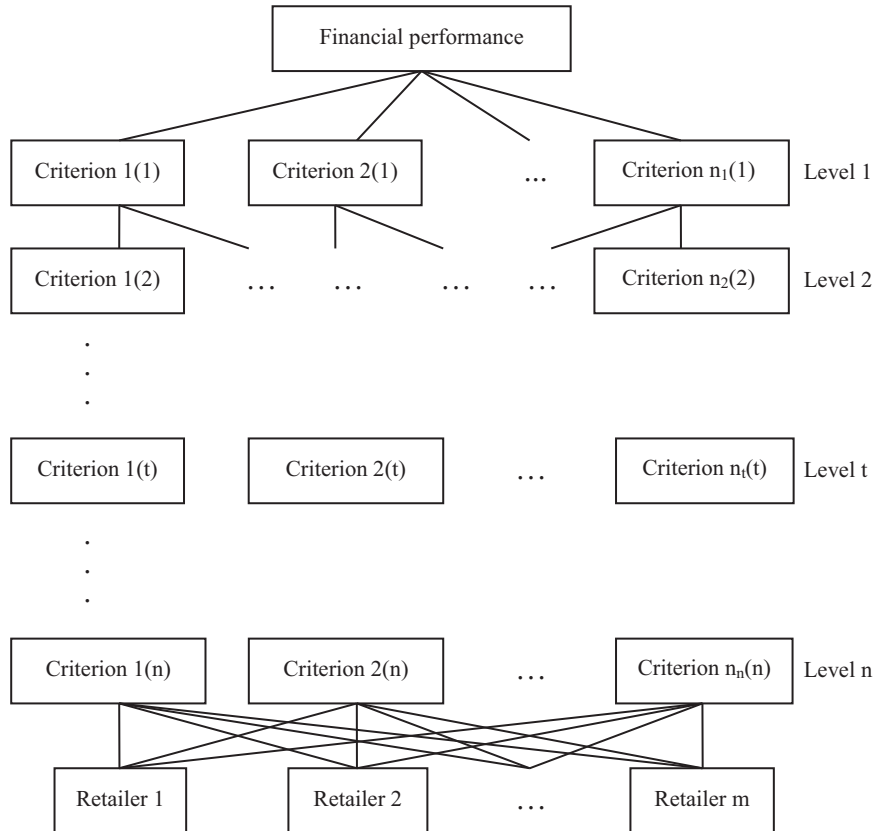 Financial performance
Criterion 1(1) Criterion 2(1) ... Criterion n₁(1) Level 1
Criterion 1(2) ... ... ... ... Criterion n₂(2) Level 2
.
.
.
Criterion 1(t) Criterion 2(t) ... Criterion nₜ(t) Level t
.
.
.
Criterion 1(n) Criterion 2(n) ... Criterion nₙ(n) Level n
Retailer 1 Retailer 2 ... Retailer m